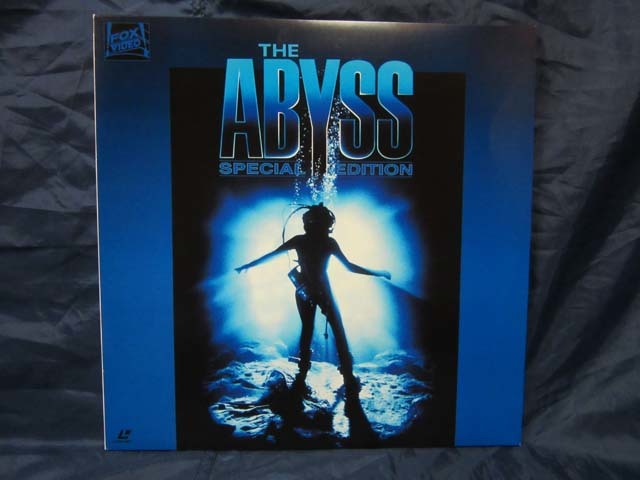 FOX
VIDEO
THE
ABYSS
SPECIAL EDITION